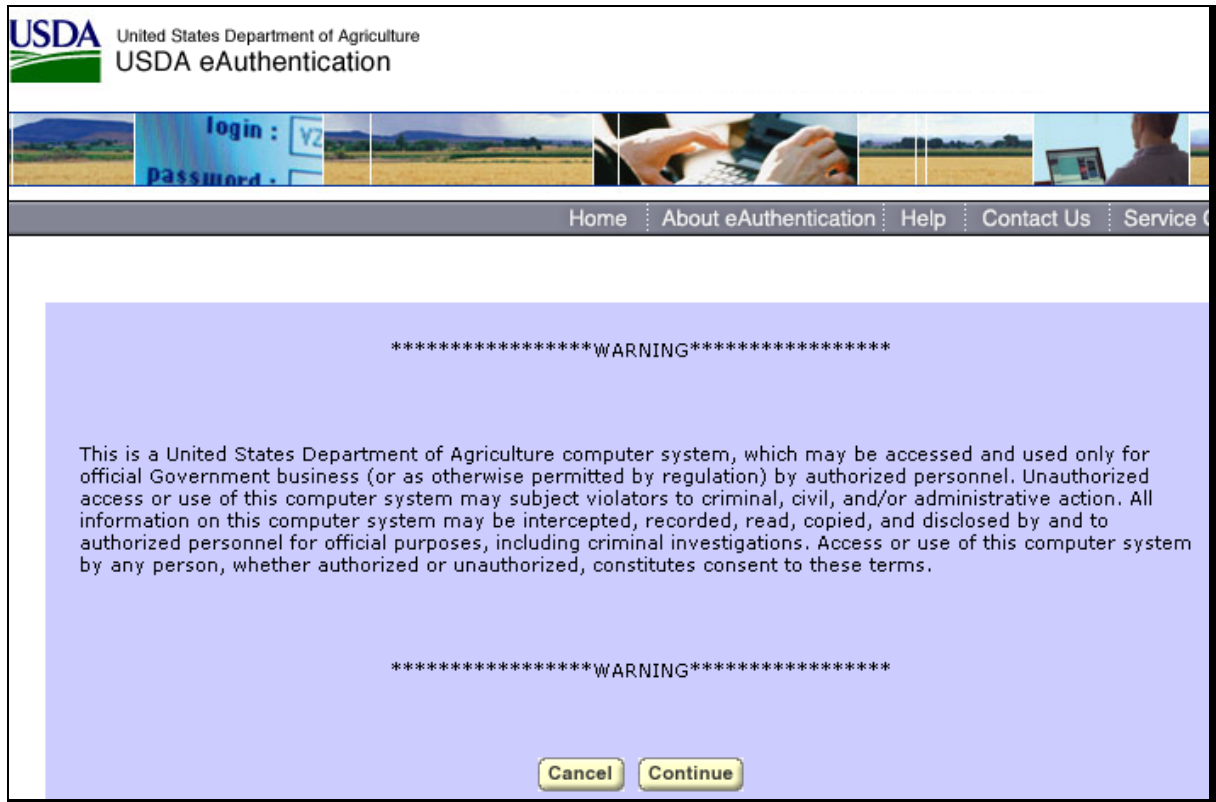 USDA
United States Department of Agriculture
USDA eAuthentication
login :
password :
Home About eAuthentication Help Contact Us Service
*****************WARNING*****************
This is a United States Department of Agriculture computer system, which may be accessed and used only for
official Government business (or as otherwise permitted by regulation) by authorized personnel. Unauthorized
access or use of this computer system may subject violators to criminal, civil, and/or administrative action. All
information on this computer system may be intercepted, recorded, read, copied, and disclosed by and to
authorized personnel for official purposes, including criminal investigations. Access or use of this computer system
by any person, whether authorized or unauthorized, constitutes consent to these terms.
*****************WARNING*****************
Cancel Continue